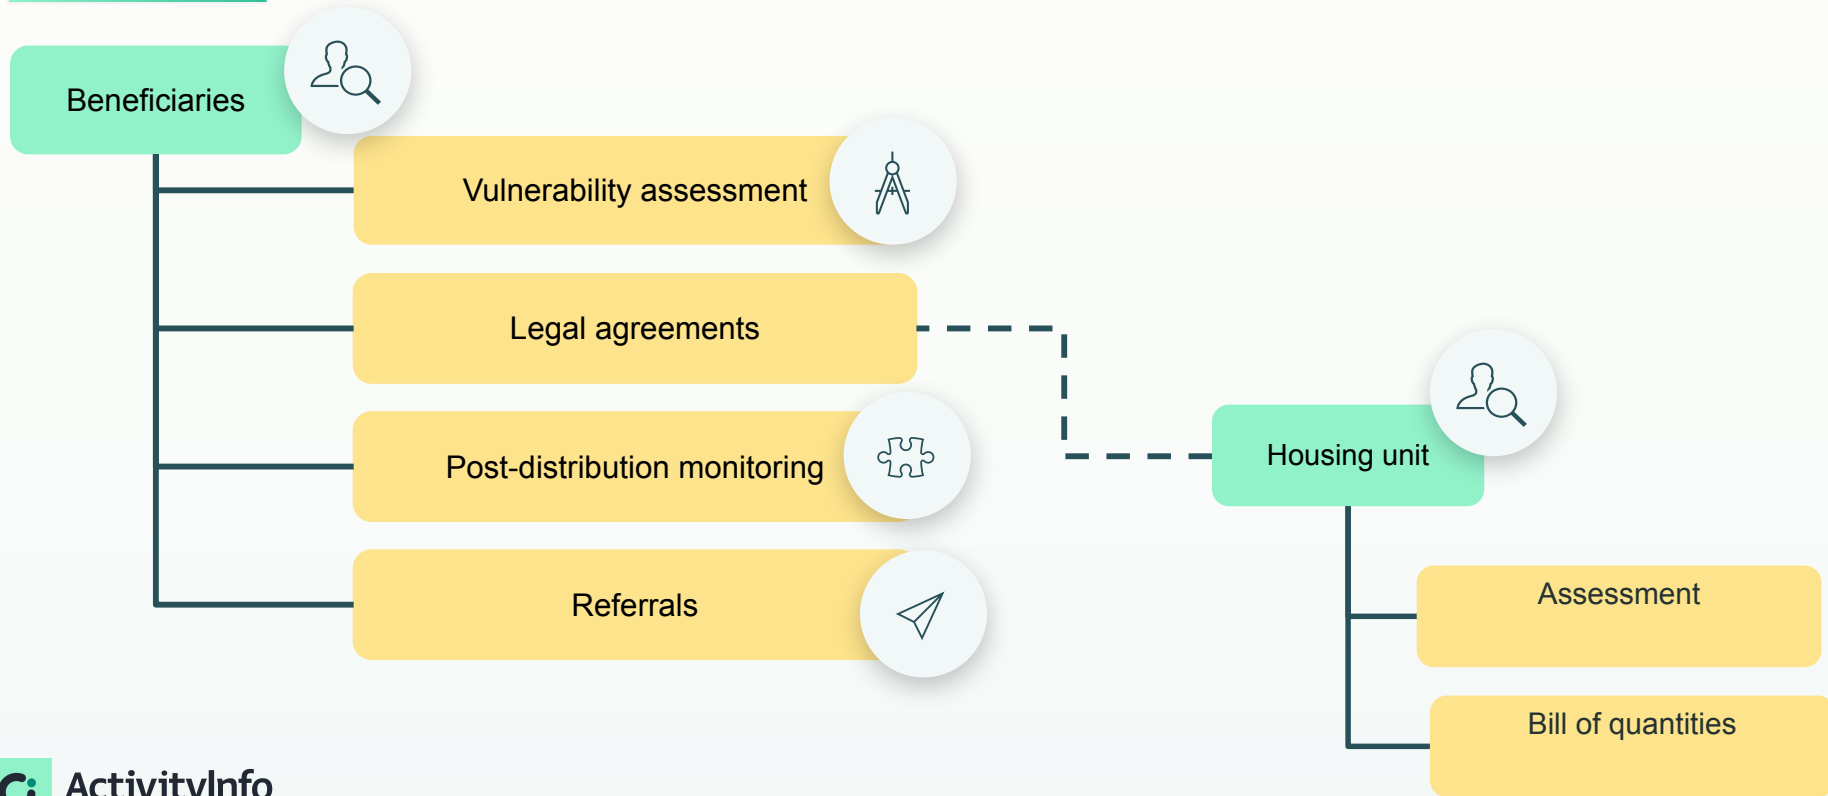 Beneficiaries
Vulnerability assessment
Legal agreements
Post-distribution monitoring
Referrals
Housing unit
Assessment
Bill of quantities
ActivityInfo